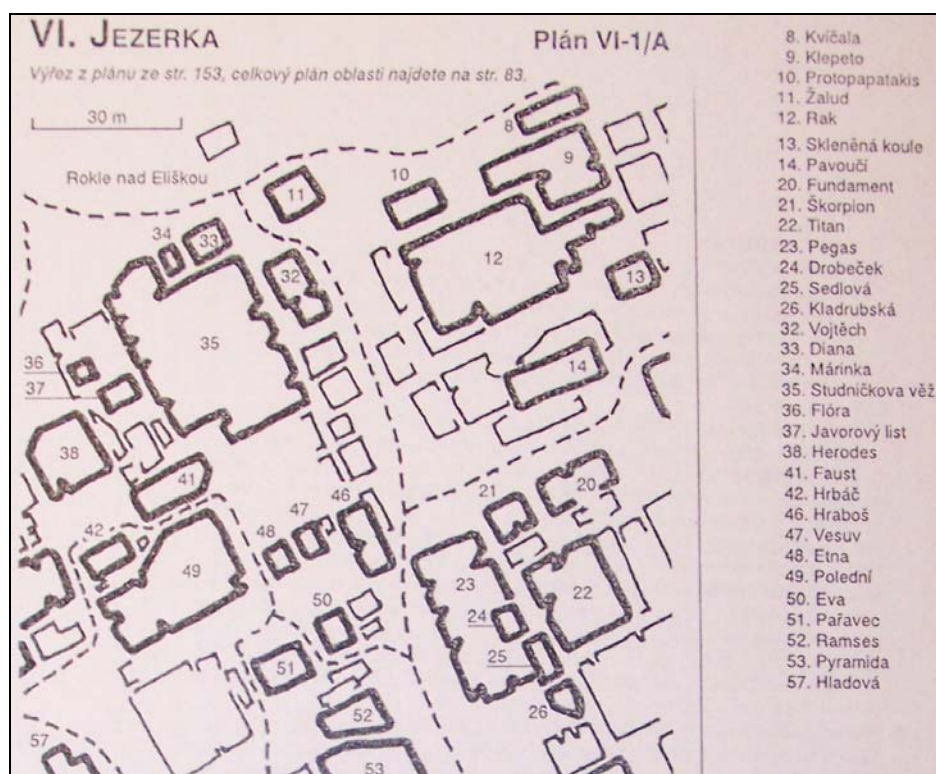 VI. JEZERKA
Plán VI-1/A
Výřez z plánu ze str. 153, celkový plán oblasti najdete na str. 83.
30 m
Rokle nad Eliškou
8
9
10
11
12
13
14
32
33
34
35
36
37
38
41
42
46
47
48
49
50
51
52
53
57
20
21
22
23
24
25
26
8. Kvíčala
9. Klepeto
10. Protopapatakis
11. Žalud
12. Rak
13. Skleněná koule
14. Pavoučí
20. Fundament
21. Škorpion
22. Titan
23. Pegas
24. Drobeček
25. Sedlová
26. Kladrubská
32. Vojtěch
33. Diana
34. Márinka
35. Studničkova věž
36. Flóra
37. Javorový list
38. Herodes
41. Faust
42. Hrbáč
46. Hraboš
47. Vesuv
48. Etna
49. Polední
50. Eva
51. Pařavec
52. Ramses
53. Pyramida
57. Hladová